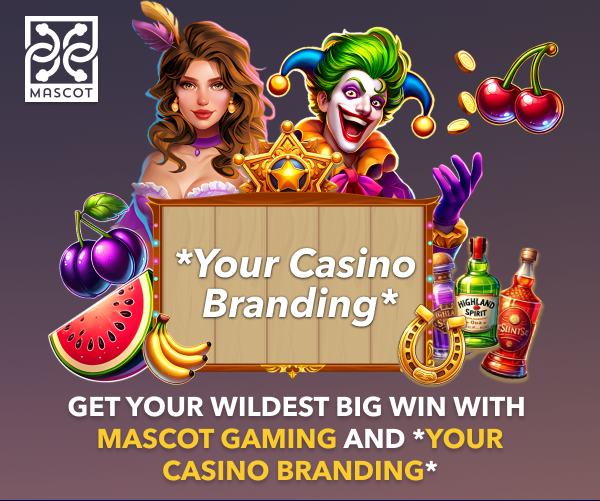 MASCOT
*Your Casino
Branding*
HIGHLAND
SPIRIT
GET YOUR WILDEST BIG WIN WITH
MASCOT GAMING AND *YOUR
CASINO BRANDING*